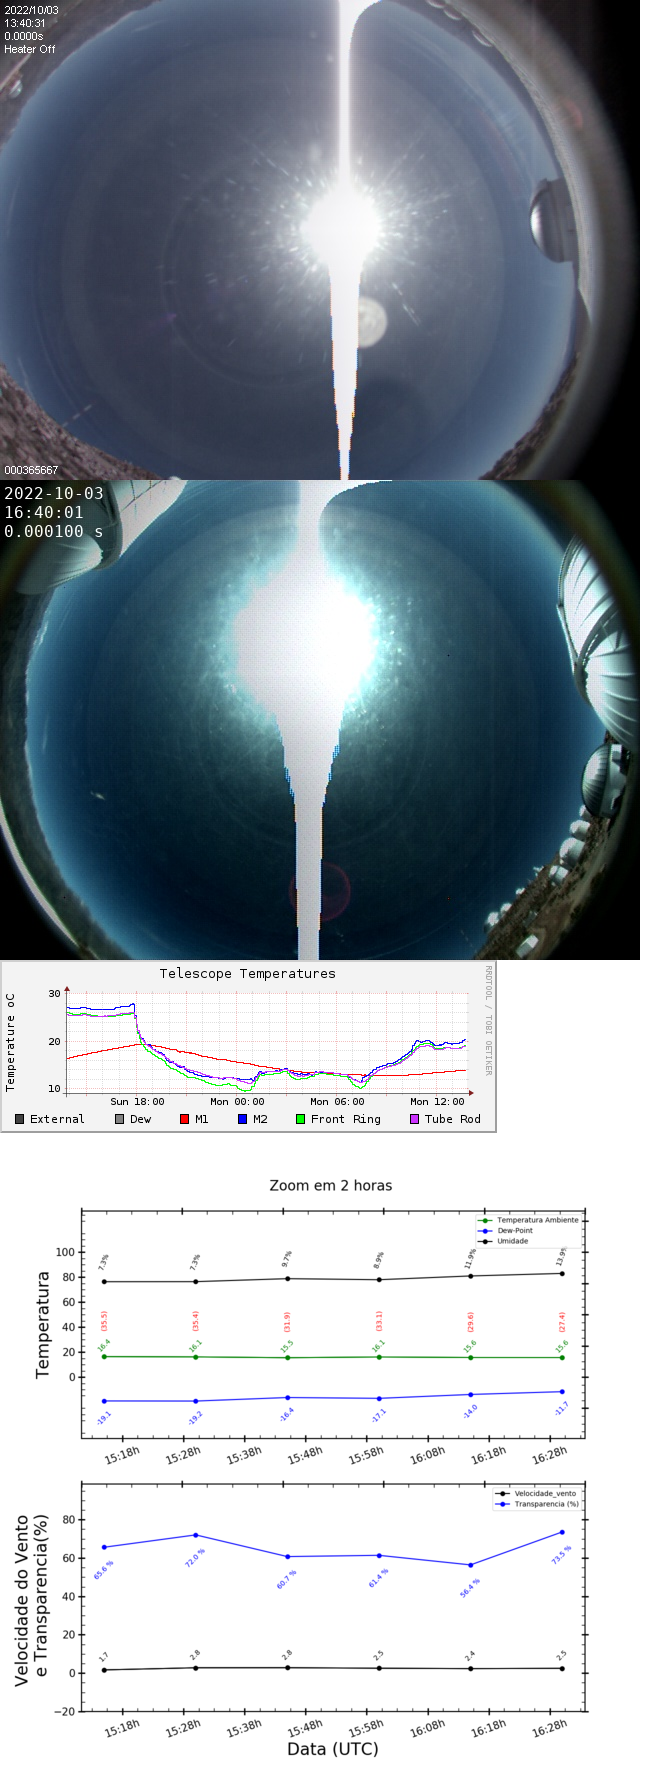 2022/10/03
13:40:31
0.0000s
Heater Off
000365667
2022-10-03
16:40:01
0.000100 s
Telescope Temperatures
RRDTOOL / TOBI OETIKER
Temperature oC
30
20
10
Sun 18:00 Mon 00:00 Mon 06:00 Mon 12:00
External Dew M1 M2 Front Ring Tube Rod
Zoom em 2 horas
Temperatura Ambiente
Dew-Point
Umidade
Temperatura
100
80
60
40
20
0
7.3% 7.3% 9.7% 8.9% 11.9% 13.9%
(35.5) (35.4) (31.9) (33.1) (29.6) (27.4)
16.4 16.1 15.5 16.1 15.6 15.6
-19.1 -19.2 -16.4 -17.1 -14.0 -11.7
15:18h 15:28h 15:38h 15:48h 15:58h 16:08h 16:18h 16:28h
Velocidade_vento
Transparencia (%)
Velocidade do Vento
e Transparencia(%)
80
60
40
20
0
−20
65.6 % 72.0 % 60.7 % 61.4 % 56.4 % 73.5 %
1.7 2.8 2.8 2.5 2.4 2.5
15:18h 15:28h 15:38h 15:48h 15:58h 16:08h 16:18h 16:28h
Data (UTC)